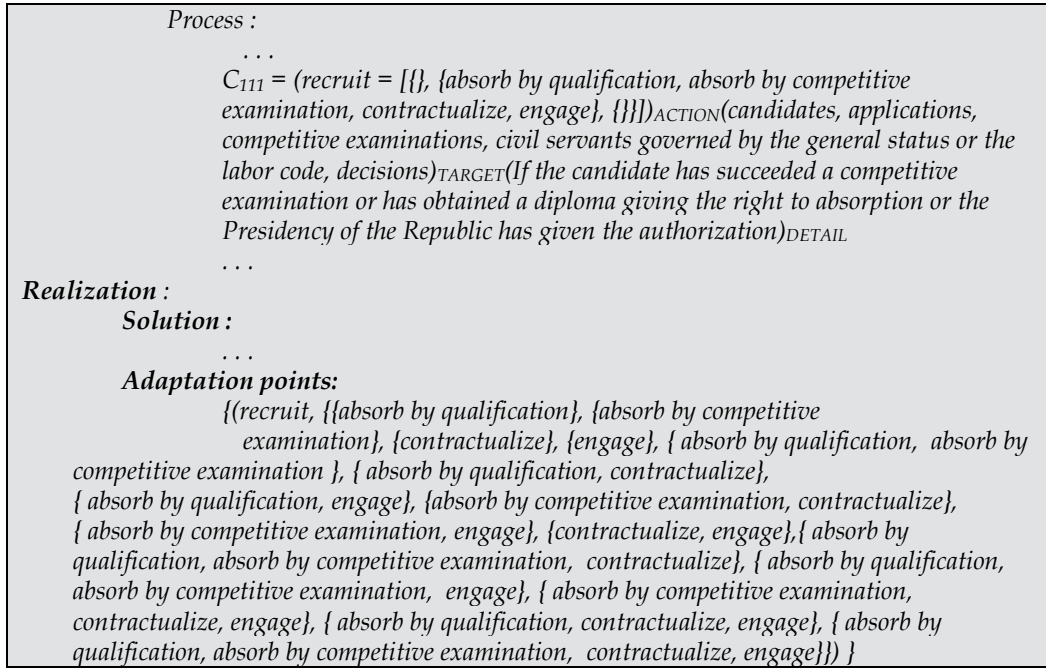 Process :
. . .
C111 = (recruit = [{}, {absorb by qualification, absorb by competitive
examination, contractualize, engage}, {}}])ACTION(candidates, applications,
competitive examinations, civil servants governed by the general status or the
labor code, decisions)TARGET(If the candidate has succeeded a competitive
examination or has obtained a diploma giving the right to absorption or the
Presidency of the Republic has given the authorization)DETAIL
. . .
Realization :
Solution :
. . .
Adaptation points:
{(recruit, {{absorb by qualification}, {absorb by competitive
examination}, {contractualize}, {engage}, { absorb by qualification, absorb by
competitive examination }, { absorb by qualification, contractualize},
{ absorb by qualification, engage}, {absorb by competitive examination, contractualize},
{ absorb by competitive examination, engage}, {contractualize, engage},{ absorb by
qualification, absorb by competitive examination, contractualize}, { absorb by qualification,
absorb by competitive examination, engage}, { absorb by competitive examination,
contractualize, engage}, { absorb by qualification, contractualize, engage}, { absorb by
qualification, absorb by competitive examination, contractualize, engage}}) }